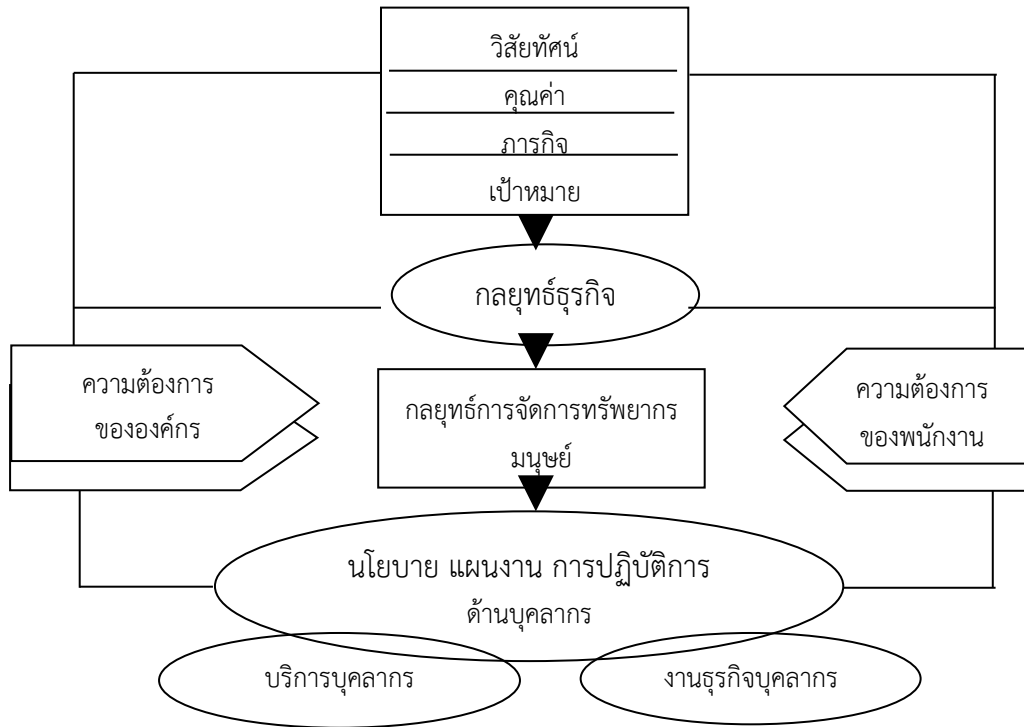 วิสัยทัศน์
คุณค่า
ภารกิจ
เป้าหมาย
กลยุทธ์ธุรกิจ
ความต้องการ
ขององค์กร
กลยุทธ์การจัดการทรัพยากร
มนุษย์
ความต้องการ
ของพนักงาน
นโยบาย แผนงาน การปฏิบัติการ
ด้านบุคลากร
บริการบุคลากร
งานธุรกิจบุคลากร